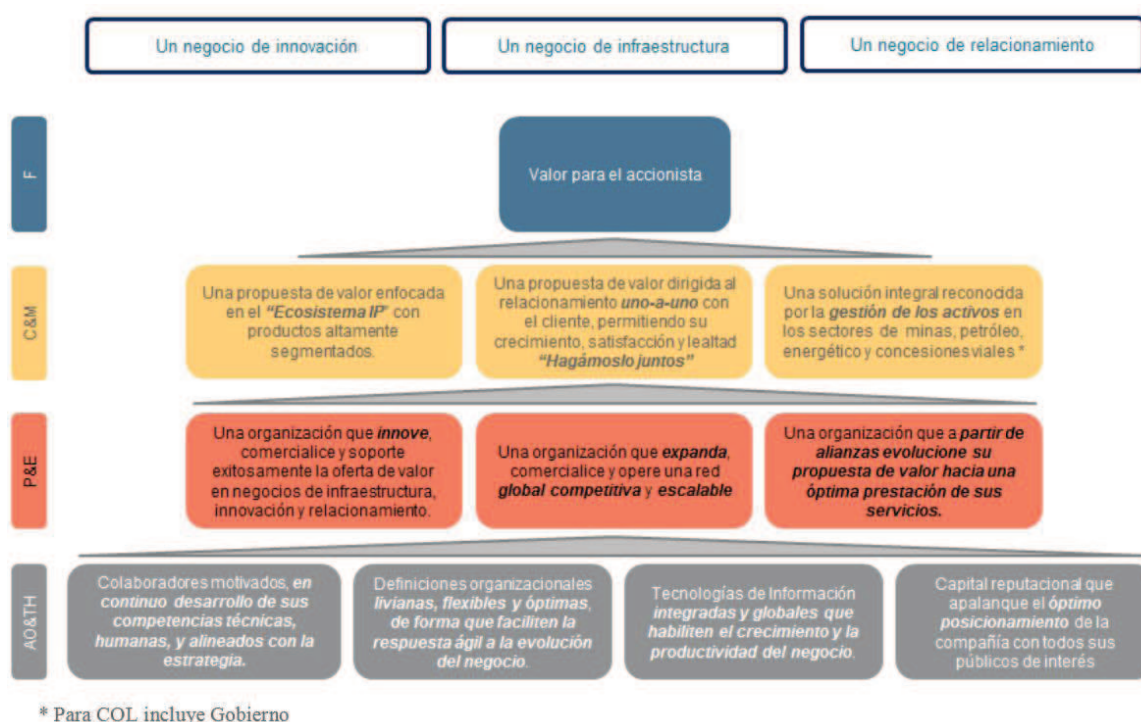 Un negocio de innovación
Un negocio de infraestructura
Un negocio de relacionamiento
F
Valor para el accionista
C&M
Una propuesta de valor enfocada
en el "Ecosistema IP" con
productos altamente
segmentados.
Una propuesta de valor dirigida al
relacionamiento uno-a-uno con
el cliente, permitiendo su
crecimiento, satisfacción y lealtad
"Hagámoslo juntos"
Una solución integral reconocida
por la gestión de los activos en
los sectores de minas, petróleo,
energético y concesiones viales *
P&E
Una organización que innove,
comercialice y soporte
exitosamente la oferta de valor
en negocios de infraestructura,
innovación y relacionamiento.
Una organización que expanda,
comercialice y opere una red
global competitiva y escalable
Una organización que a partir de
alianzas evolucione su
propuesta de valor hacia una
óptima prestación de sus
servicios.
AO&TH
Colaboradores motivados, en
continuo desarrollo de sus
competencias técnicas,
humanas, y alineados con la
estrategia.
Definiciones organizacionales
livianas, flexibles y óptimas,
de forma que faciliten la
respuesta ágil a la evolución
del negocio.
Tecnologías de Información
integradas y globales que
habiliten el crecimiento y la
productividad del negocio.
Capital reputacional que
apalanque el óptimo
posicionamiento de la
compañía con todos sus
públicos de interés
* Para COL incluye Gobierno